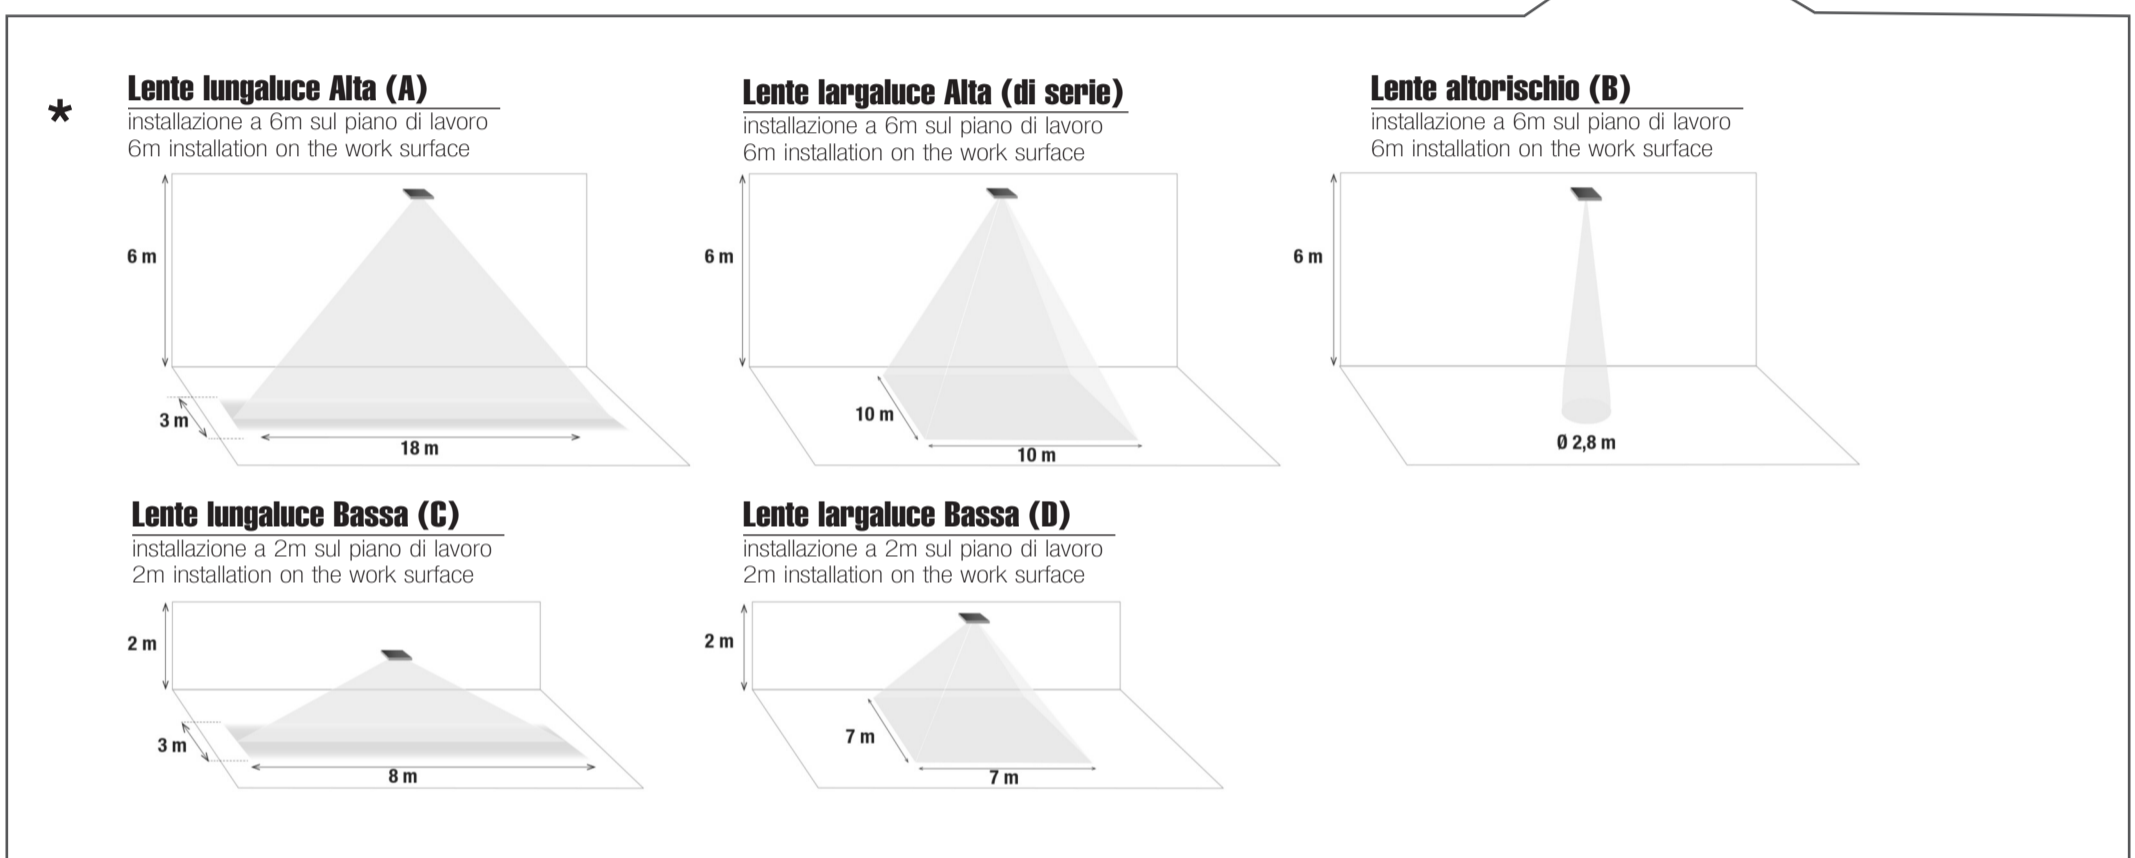 *
Lente lungaluce Alta (A)
installazione a 6m sul piano di lavoro
6m installation on the work surface
6 m
3 m
18 m
Lente largaluce Alta (di serie)
installazione a 6m sul piano di lavoro
6m installation on the work surface
6 m
10 m
10 m
Lente altorischio (B)
installazione a 6m sul piano di lavoro
6m installation on the work surface
6 m
Ø 2,8 m
Lente lungaluce Bassa (C)
installazione a 2m sul piano di lavoro
2m installation on the work surface
2 m
3 m
8 m
Lente largaluce Bassa (D)
installazione a 2m sul piano di lavoro
2m installation on the work surface
2 m
7 m
7 m